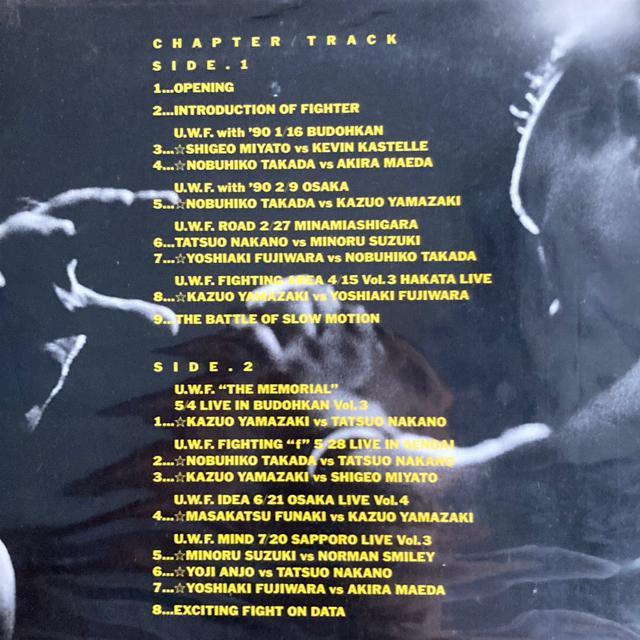 CHAPTER TRACK
SIDE.1
1...OPENING
2...INTRODUCTION OF FIGHTER
U.W.F. with '90 1/16 BUDOHKAN
3...☆SHIGEO MIYATO vs KEVIN KASTELLE
4...☆NOBUHIKO TAKADA vs AKIRA MAEDA
U.W.F. with '90 2/9 OSAKA
5...☆NOBUHIKO TAKADA vs KAZUO YAMAZAKI
U.W.F. ROAD 2/27 MINAMIASHIGARA
6...TATSUO NAKANO vs MINORU SUZUKI
7...☆YOSHIAKI FUJIWARA vs NOBUHIKO TAKADA
U.W.F. FIGHTING AREA 4/15 Vol.3 HAKATA LIVE
8...☆KAZUO YAMAZAKI vs YOSHIAKI FUJIWARA
9...THE BATTLE OF SLOW MOTION
SIDE.2
U.W.F. "THE MEMORIAL"
5/4 LIVE IN BUDOHKAN Vol.3
1...☆KAZUO YAMAZAKI vs TATSUO NAKANO
U.W.F. FIGHTING "f" 5/28 LIVE IN SENDAI
2...☆NOBUHIKO TAKADA vs TATSUO NAKANO
3...☆KAZUO YAMAZAKI vs SHIGEO MIYATO
U.W.F. IDEA 6/21 OSAKA LIVE Vol.4
4...☆MASAKATSU FUNAKI vs KAZUO YAMAZAKI
U.W.F. MIND 7/20 SAPPORO LIVE Vol.3
5...☆MINORU SUZUKI vs NORMAN SMILEY
6...☆YOJI ANJO vs TATSUO NAKANO
7...☆YOSHIAKI FUJIWARA vs AKIRA MAEDA
8...EXCITING FIGHT ON DATA